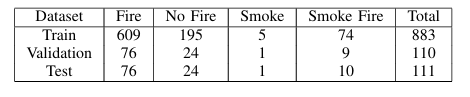 Dataset Fire No Fire Smoke Smoke Fire Total
Train 609 195 5 74 883
Validation 76 24 1 9 110
Test 76 24 1 10 111